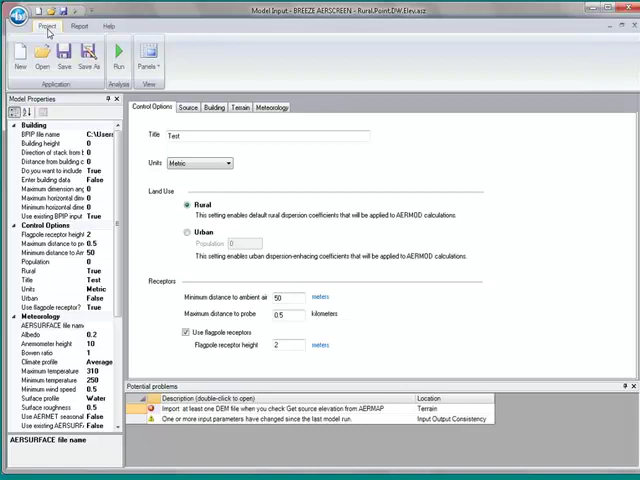 Model Input - BREEZE AERSCREEN - Rural.Point.DW.Elev.asz
Project Report Help
New Open Save Save As Run Panels
Application Analysis View
Model Properties
Building
BPIP file name C:\Users
Building height 0
Direction of stack from b 0
Distance from building c 0
Do you want to include True
Enter building data False
Maximum dimension ang 0
Maximum horizontal dim 0
Minimum horizontal dime 0
Use existing BPIP input True
Control Options
Flagpole receptor height 2
Maximum distance to pro 0.5
Minimum distance to Am 50
Population 0
Rural True
Title Test
Units Metric
Urban False
Use flagpole receptor? True
Meteorology
AERSURFACE file name
Albedo 0.2
Anemometer height 10
Bowen ratio 1
Climate profile Average
Maximum temperature 310
Minimum temperature 250
Minimum wind speed 0.5
Surface profile Water
Surface roughness 0.5
Use AERMET seasonal False
Use existing AERSURF False
AERSURFACE file name
Control Options Source Building Terrain Meteorology
Title Test
Units Metric
Land Use
Rural
This setting enables default rural dispersion coefficients that will be applied to AERMOD calculations.
Urban
Population 0
This setting enables urban dispersion-enhacing coefficients that will be applied to AERMOD calculation.
Receptors
Minimum distance to ambient air 50 meters
Maximum distance to probe 0.5 kilometers
Use flagpole receptors
Flagpole receptor height 2 meters
Potential problems
Description (double-click to open) Location
Import at least one DEM file when you check Get source elevation from AERMAP Terrain
One or more input parameters have changed since the last model run. Input Output Consistency